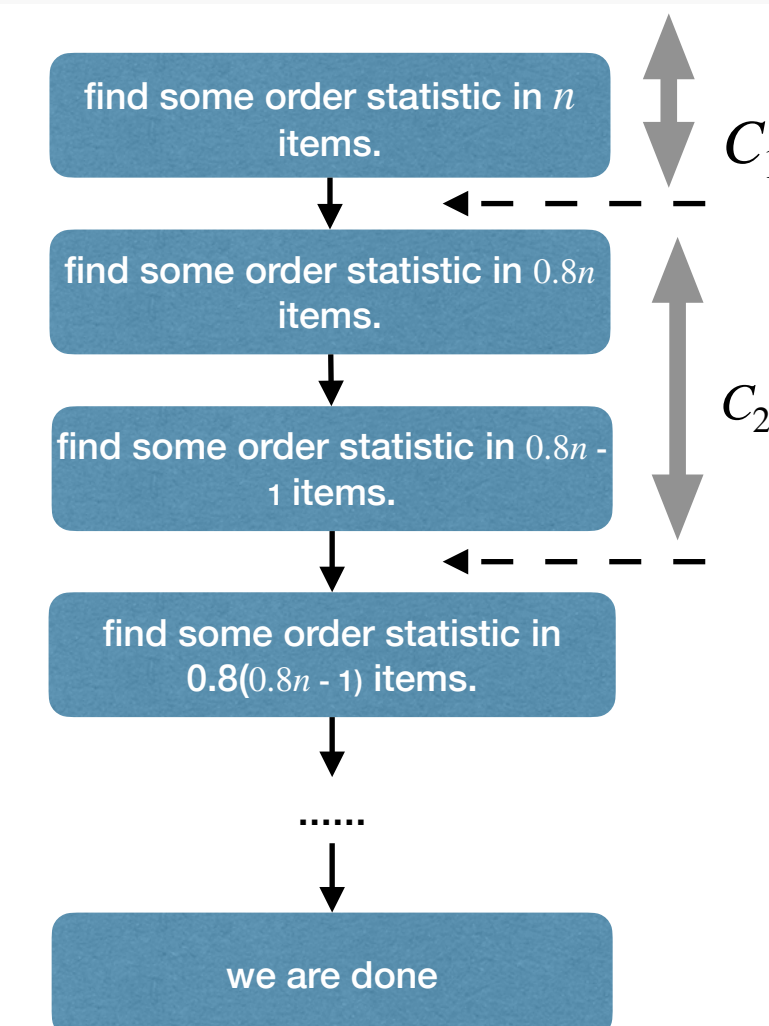 find some order statistic in n
items.
C₁
find some order statistic in 0.8n
items.
C₂
find some order statistic in 0.8n -
1 items.
find some order statistic in
0.8(0.8n - 1) items.
......
we are done